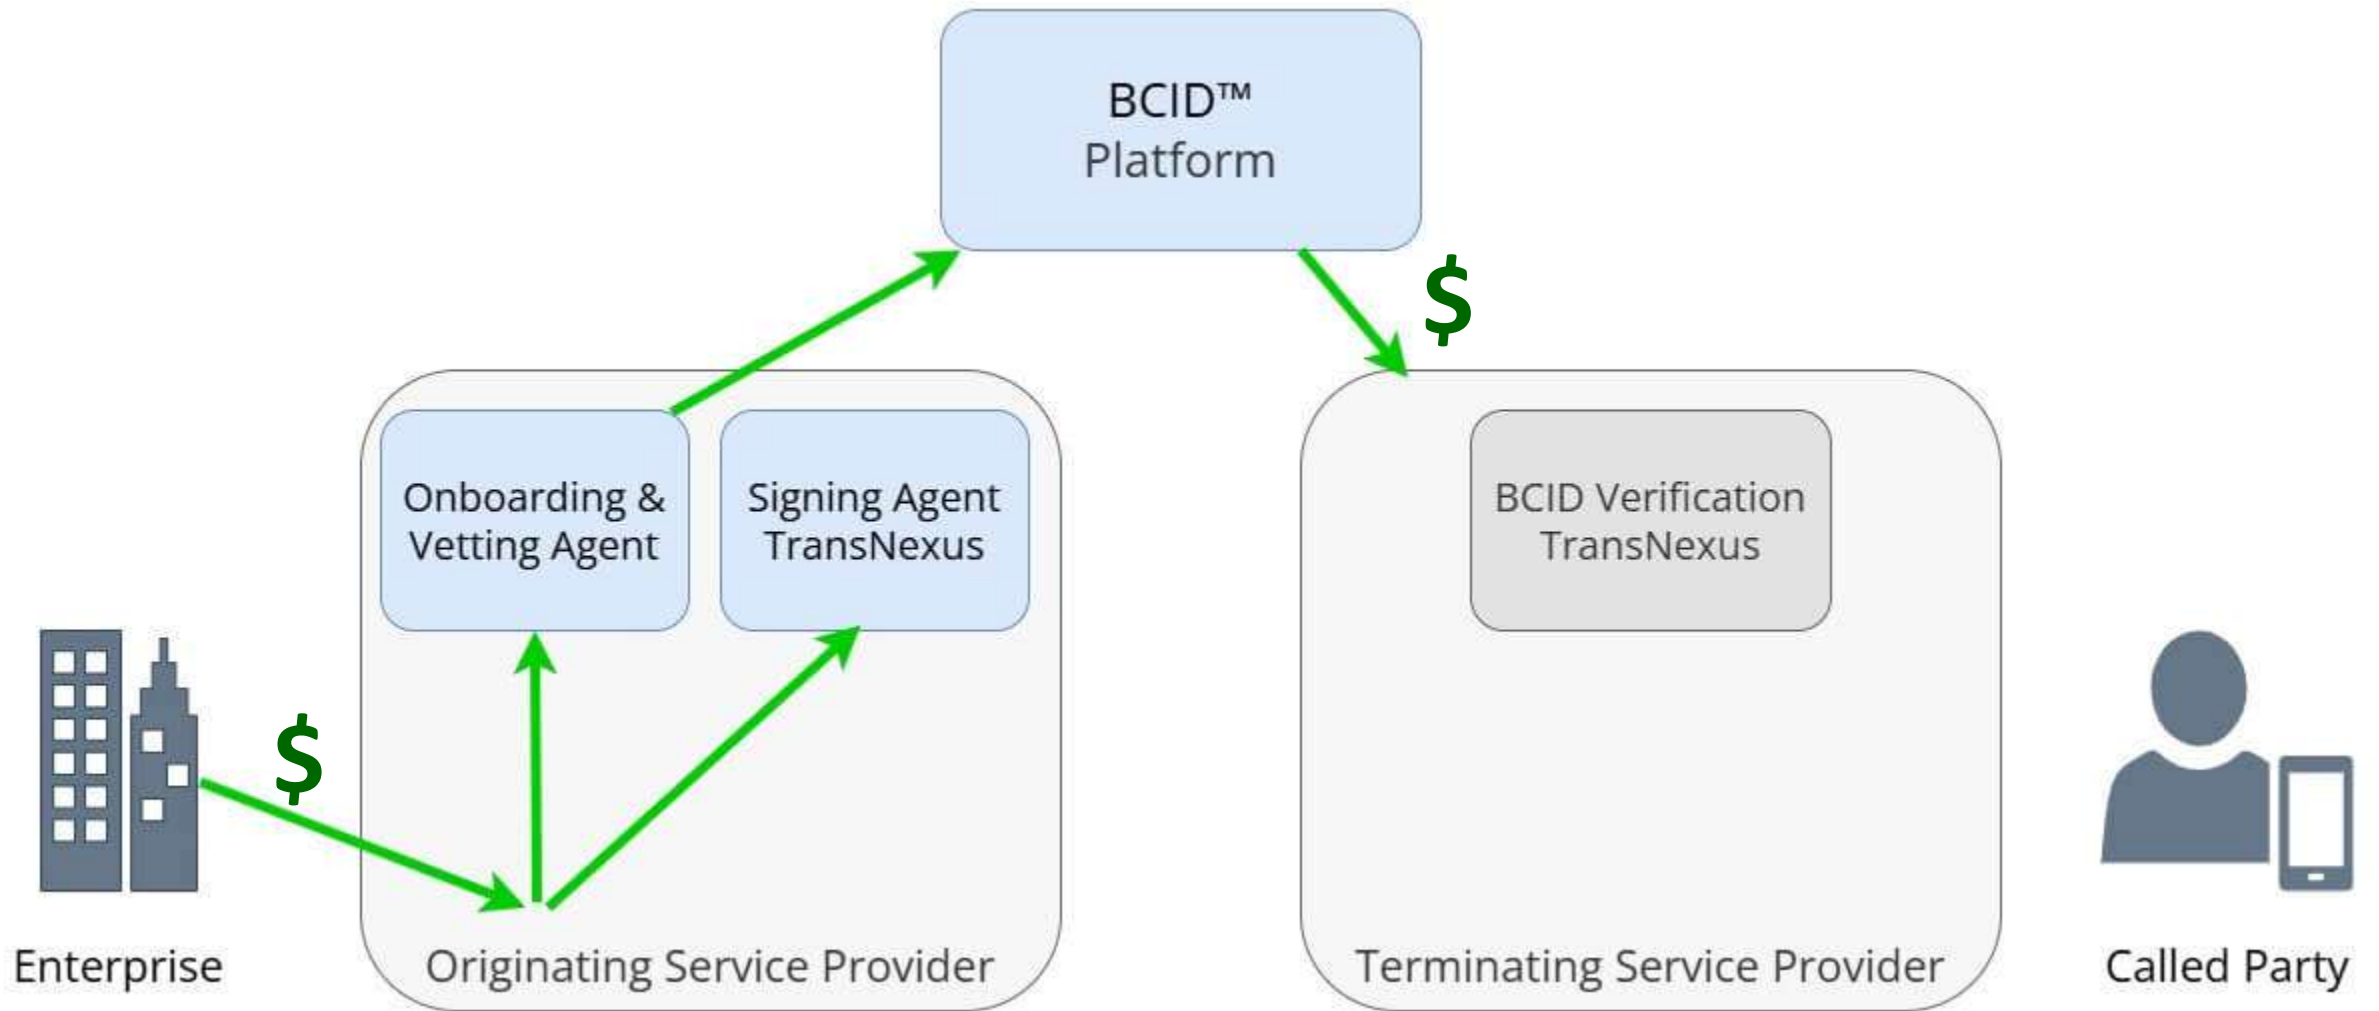 BCID™
Platform
$
Onboarding &
Vetting Agent
Signing Agent
TransNexus
BCID Verification
TransNexus
$
Enterprise
Originating Service Provider
Terminating Service Provider
Called Party